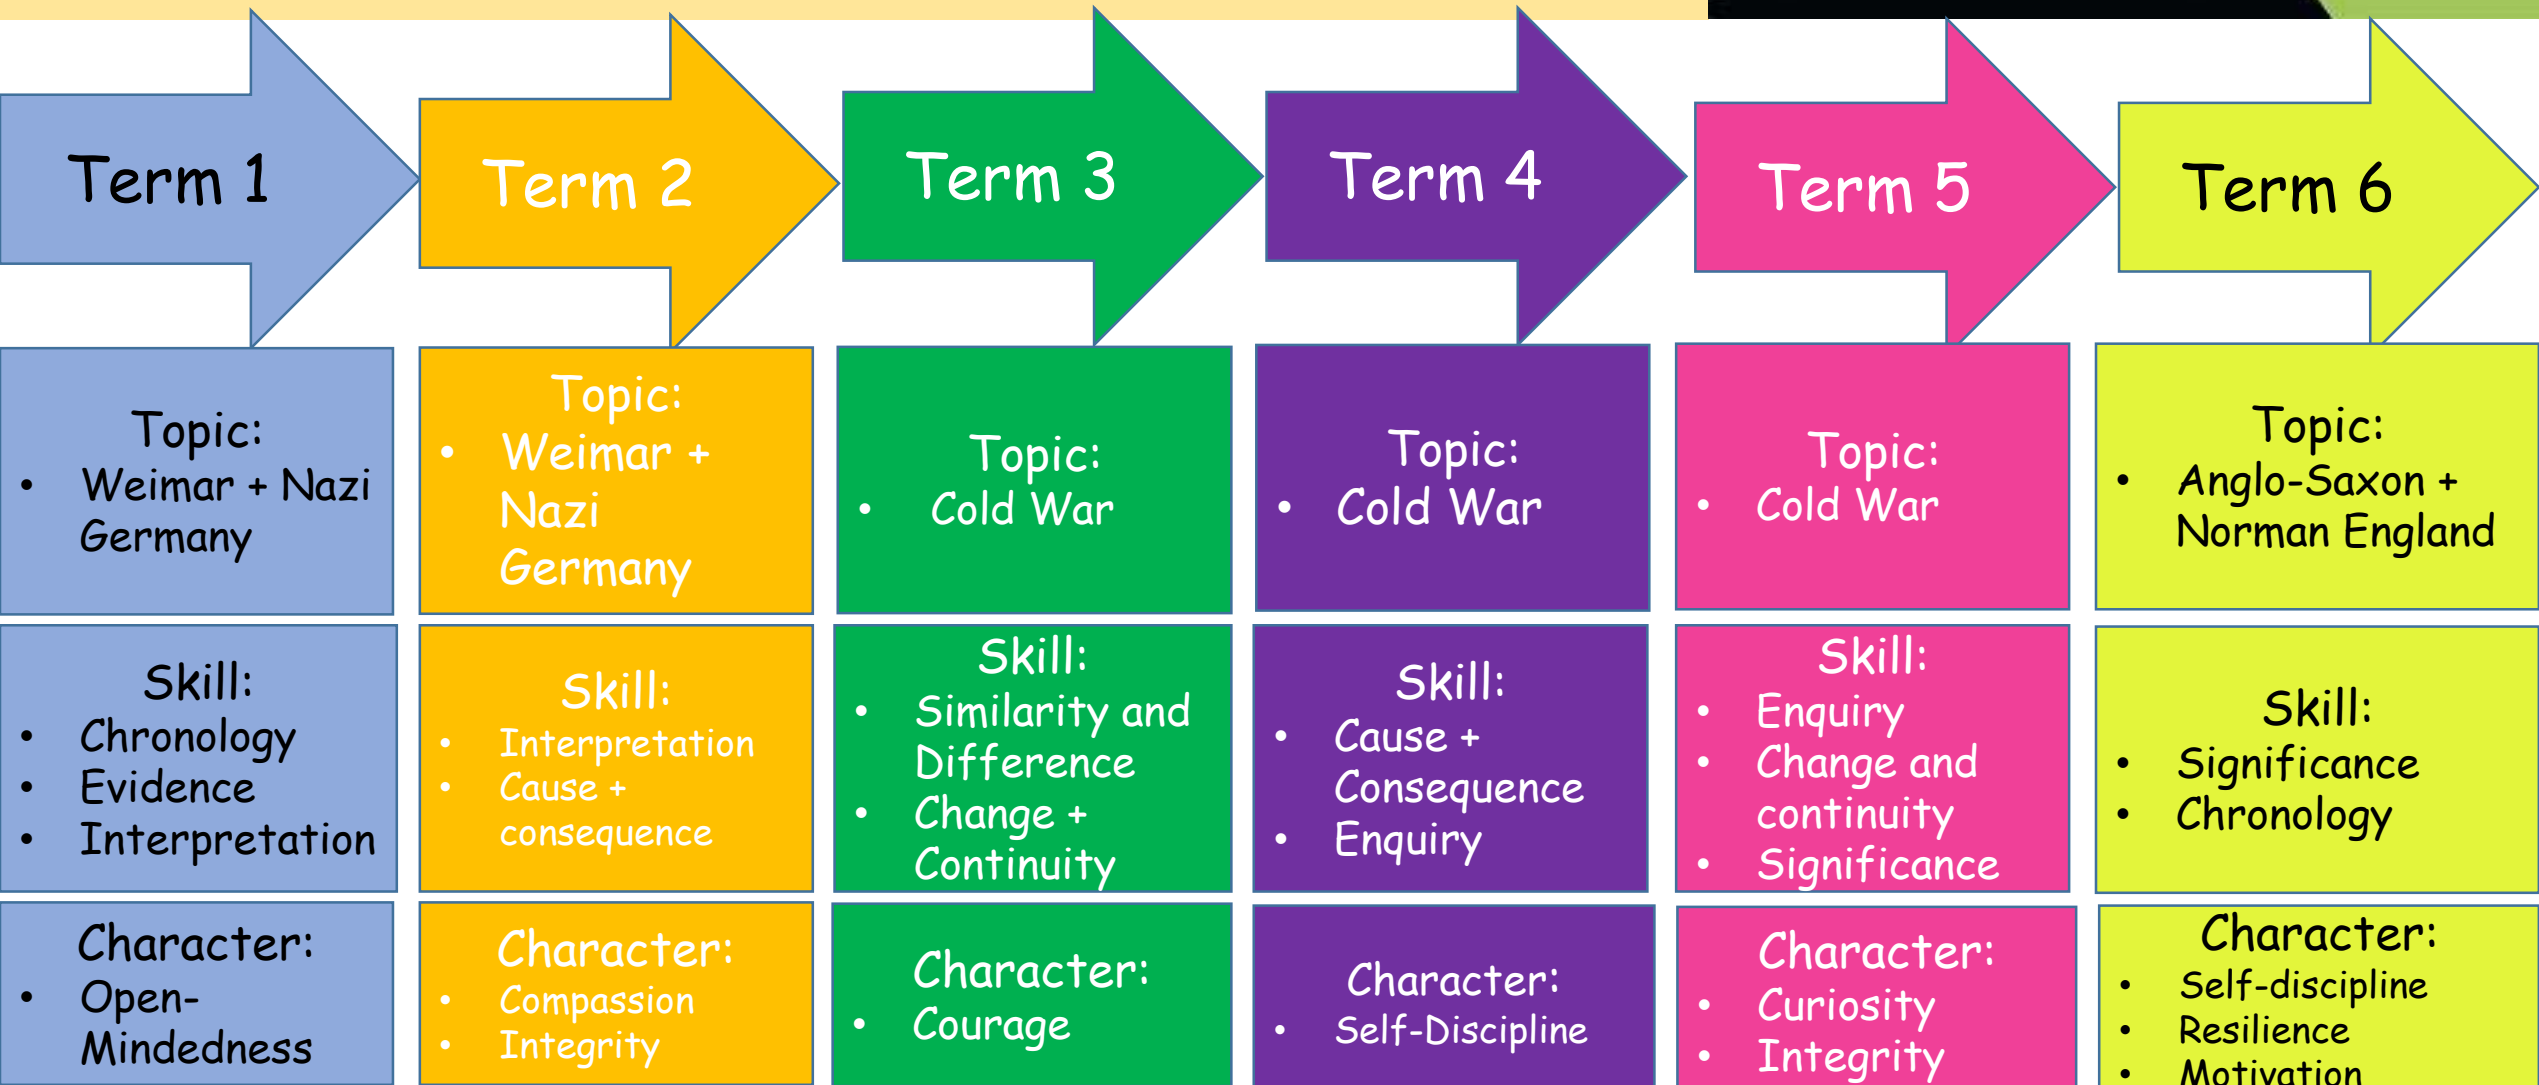 Term 1
Term 2
Term 3
Term 4
Term 5
Term 6
Topic:
• Weimar + Nazi
Germany
Topic:
• Weimar +
Nazi
Germany
Topic:
• Cold War
Topic:
• Cold War
Topic:
• Cold War
Topic:
• Anglo-Saxon +
Norman England
Skill:
• Chronology
• Evidence
• Interpretation
Skill:
• Interpretation
• Cause +
consequence
Skill:
• Similarity and
Difference
• Change +
Continuity
Skill:
• Cause +
Consequence
• Enquiry
Skill:
• Enquiry
• Change and
continuity
• Significance
Skill:
• Significance
• Chronology
Character:
• Open-
Mindedness
Character:
• Compassion
• Integrity
Character:
• Courage
Character:
• Self-Discipline
Character:
• Curiosity
• Integrity
Character:
• Self-discipline
• Resilience
• Motivation